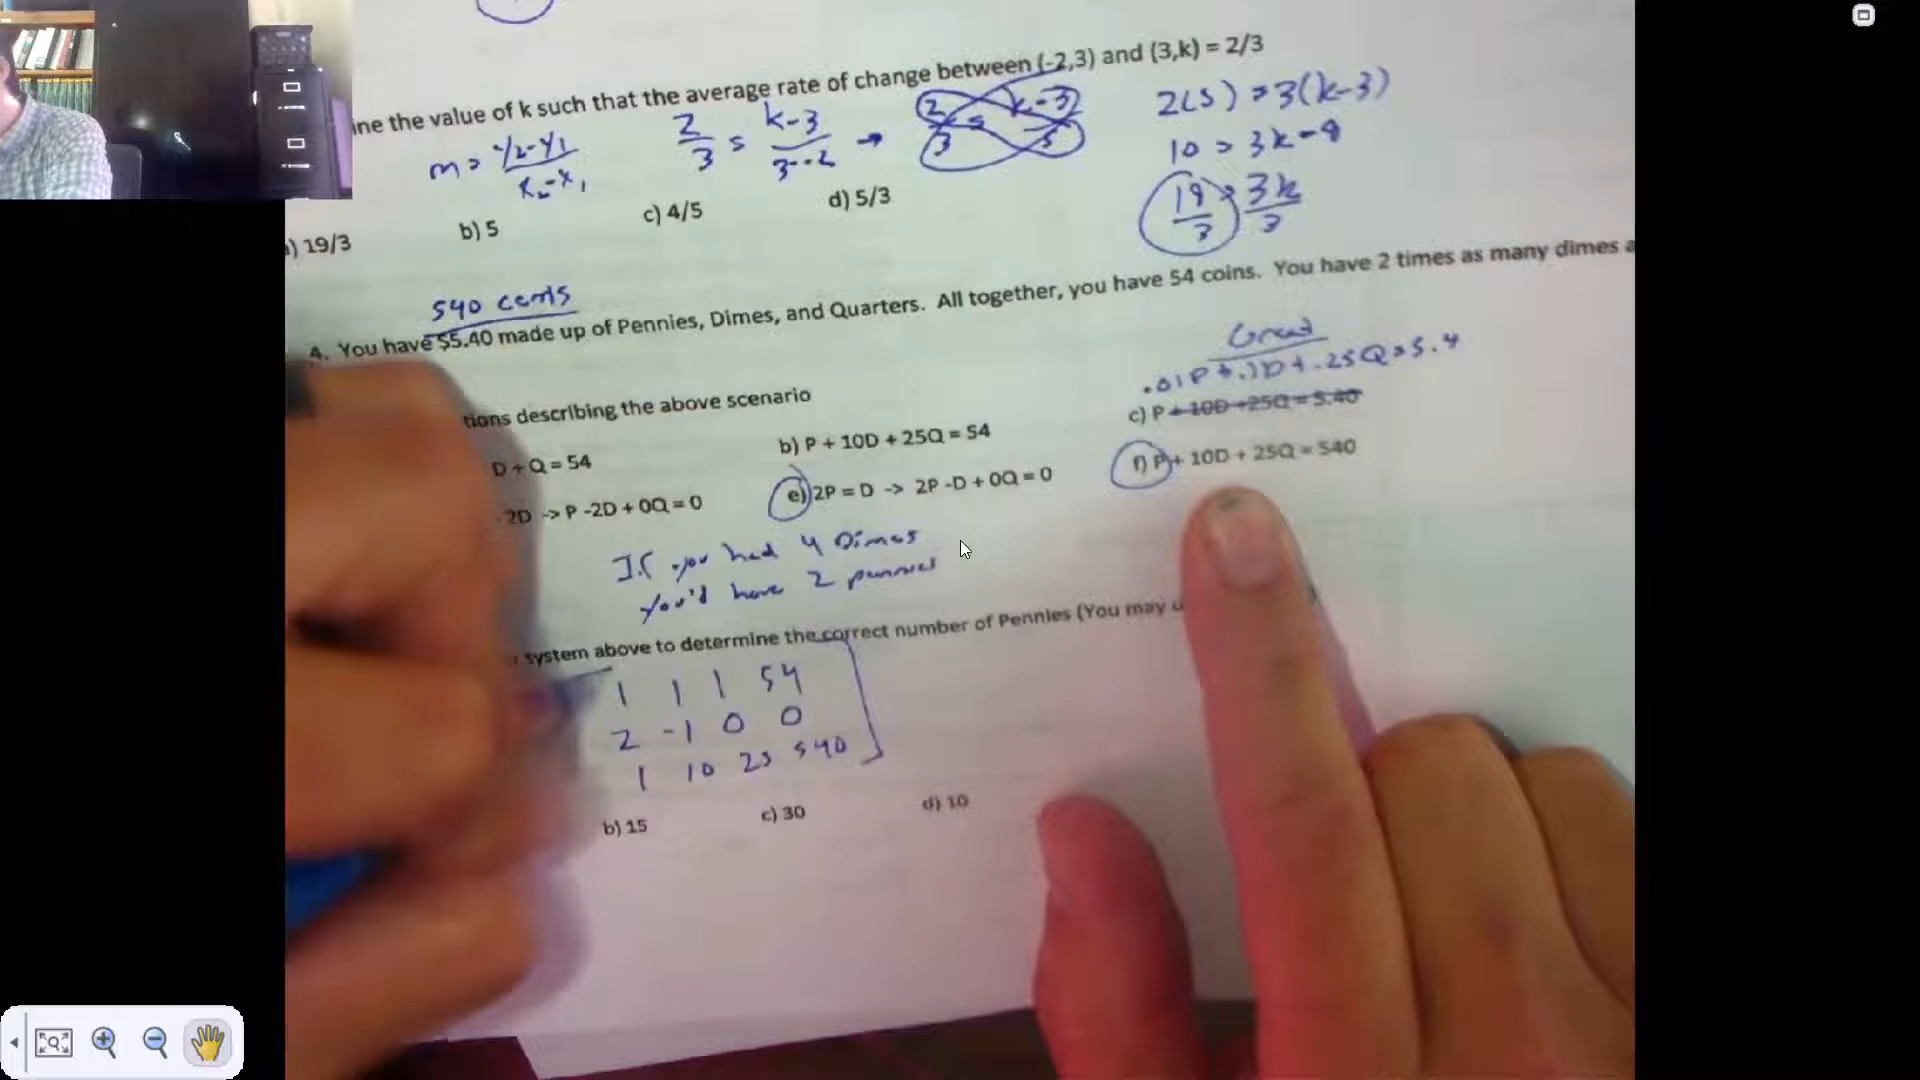 ine the value of k such that the average rate of change between (-2,3) and (3,k) = 2/3
m = y2-y1 / x2-x1
2/3 = k-3 / 3--2 →
2/3 = k-3 / 5
2(5) = 3(k-3)
10 = 3k-9
19/3 = 3k/3
) 19/3 b) 5 c) 4/5 d) 5/3
540 cents
4. You have $5.40 made up of Pennies, Dimes, and Quarters. All together, you have 54 coins. You have 2 times as many dimes a
.01P + .1D + .25Q = 5.4
tions describing the above scenario
D + Q = 54 b) P + 10D + 25Q = 54 c) P + 10D +25Q = 5.40
2D -> P -2D + 0Q = 0 e) 2P = D -> 2P -D + 0Q = 0 f) P + 10D + 25Q = 540
If you had 4 Dimes
you'd have 2 pennies
system above to determine the correct number of Pennies (You may u
1 1 1 54
2 -1 0 0
1 10 25 540
b) 15 c) 30 d) 10